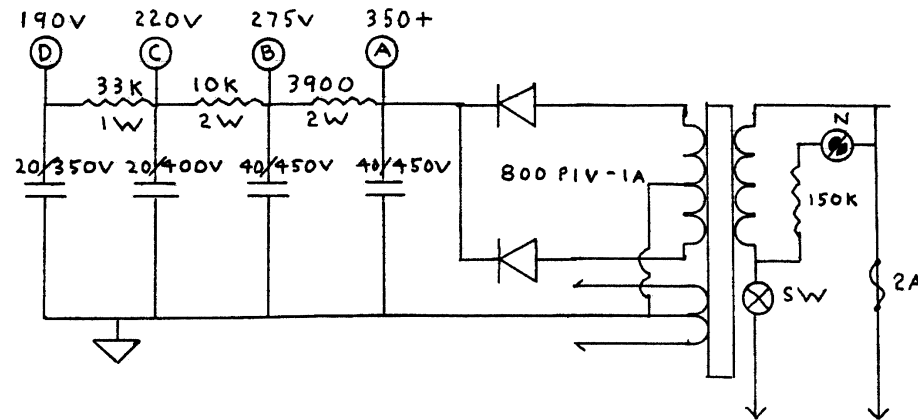 190V 220V 275V 350+
D C B A
33K 10K 3900
1W 2W 2W
20/350V 20/400V 40/450V 40/450V
800 PIV-1A
N
150K
SW
2A